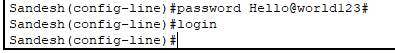 Sandesh(config-line)#password Hello@world123#
Sandesh(config-line)#login
Sandesh(config-line)#